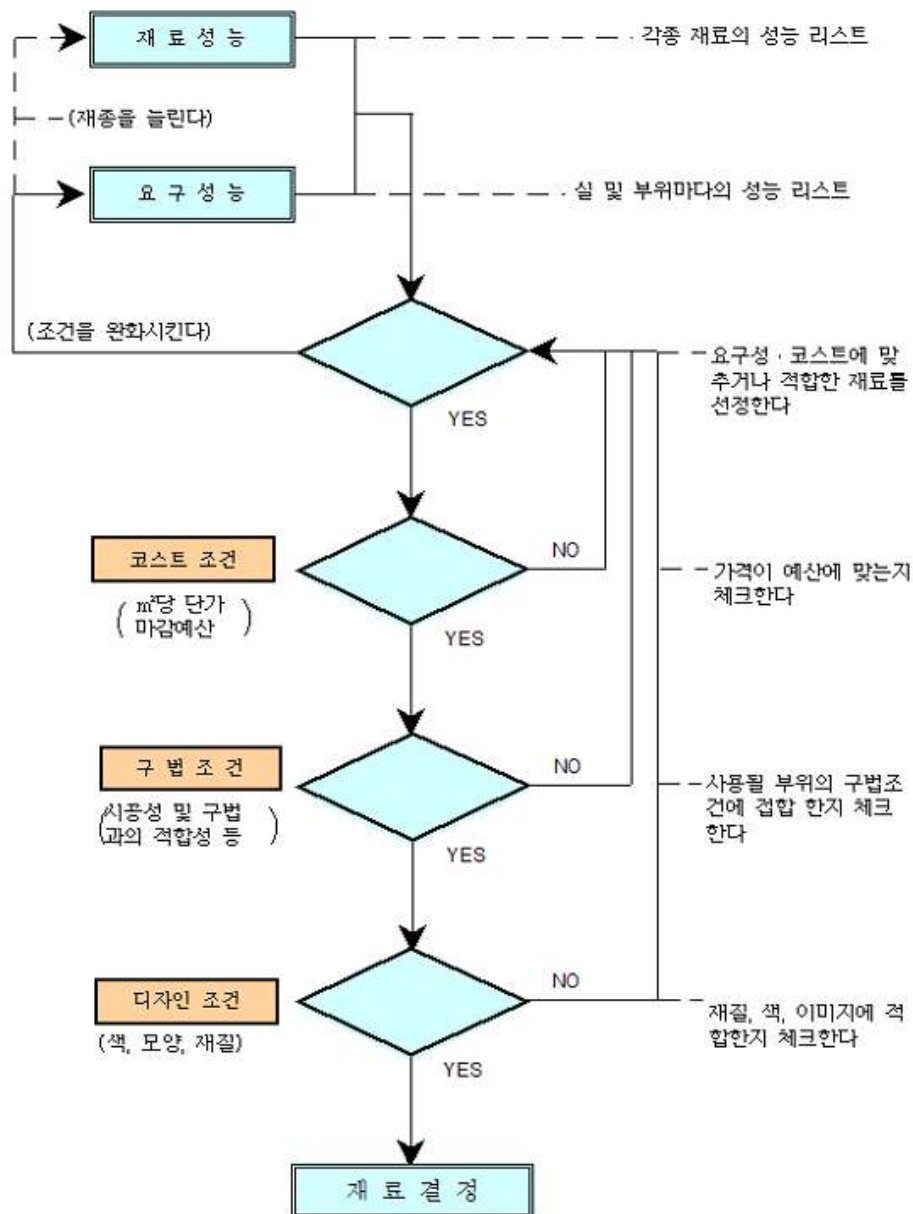 재 료 성 능
각종 재료의 성능 리스트
(재종을 늘린다)
요 구 성 능
실 및 부위마다의 성능 리스트
(조건을 완화시킨다)
요구성 · 코스트에 맞
추거나 적합한 재료를
선정한다
YES
코스트 조건
NO
가격이 예산에 맞는지
체크한다
( ㎡당 단가
마감예산 )
YES
구 법 조 건
NO
사용될 부위의 구법조
건에 접합 한지 체크
한다
(시공성 및 구법
과의 적합성 등 )
YES
디자인 조건
NO
재질, 색, 이미지에 적
합한지 체크한다
(색, 모양, 재질)
YES
재 료 결 정